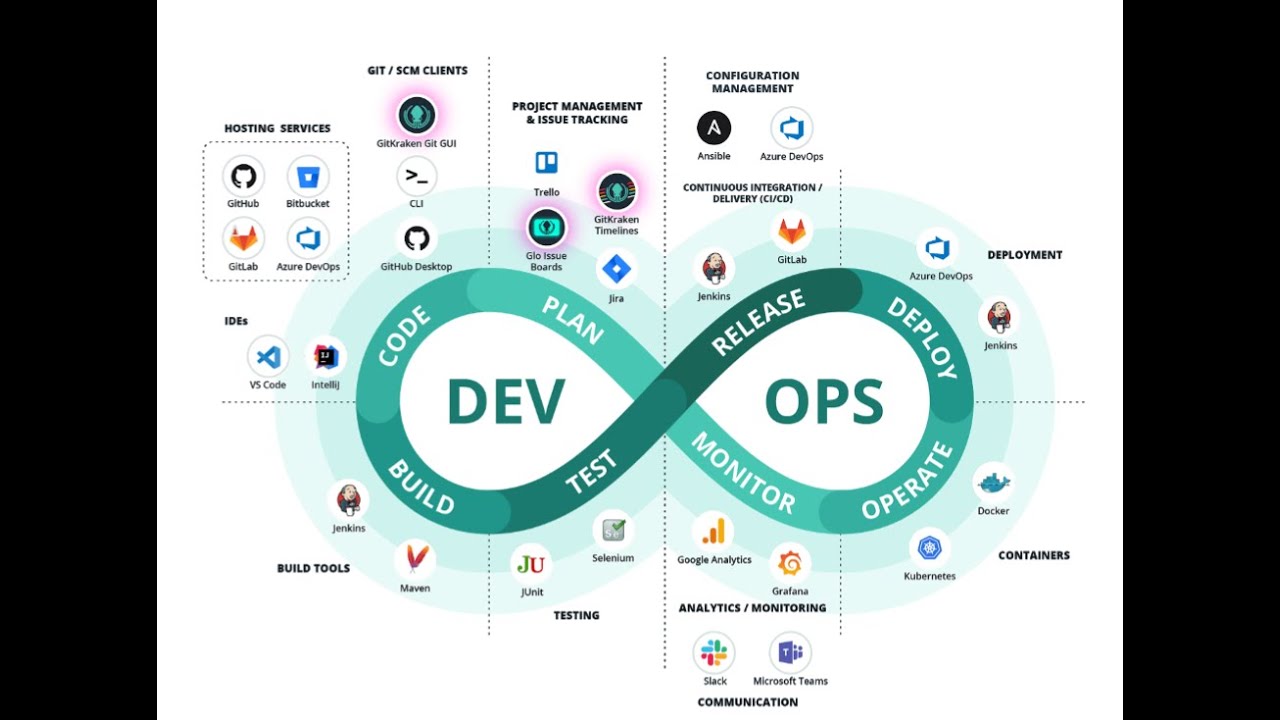 GIT / SCM CLIENTS
GitKraken Git GUI
CLI
GitHub Desktop
HOSTING SERVICES
GitHub
Bitbucket
GitLab
Azure DevOps
IDEs
VS Code
IntelliJ
PROJECT MANAGEMENT
& ISSUE TRACKING
Trello
GitKraken
Timelines
Glo Issue
Boards
Jira
CONFIGURATION
MANAGEMENT
Ansible
Azure DevOps
CONTINUOUS INTEGRATION /
DELIVERY (CI/CD)
GitLab
Jenkins
Azure DevOps
DEPLOYMENT
Jenkins
CODE
PLAN
RELEASE
DEPLOY
DEV
OPS
BUILD
TEST
MONITOR
OPERATE
Jenkins
Maven
BUILD TOOLS
JU
JUnit
Se
Selenium
TESTING
Google Analytics
Grafana
ANALYTICS / MONITORING
Slack
T
Microsoft Teams
COMMUNICATION
Docker
Kubernetes
CONTAINERS
>_
IJ
A